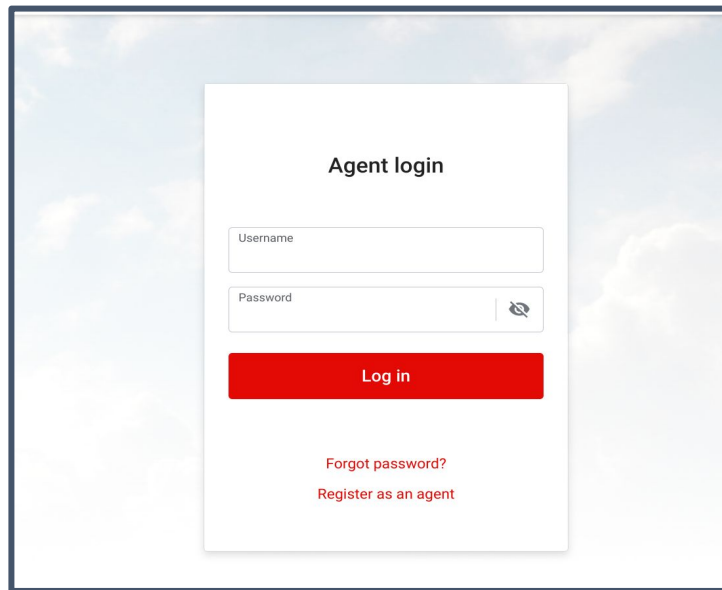 Agent login
Username
Password
Log in
Forgot password?
Register as an agent